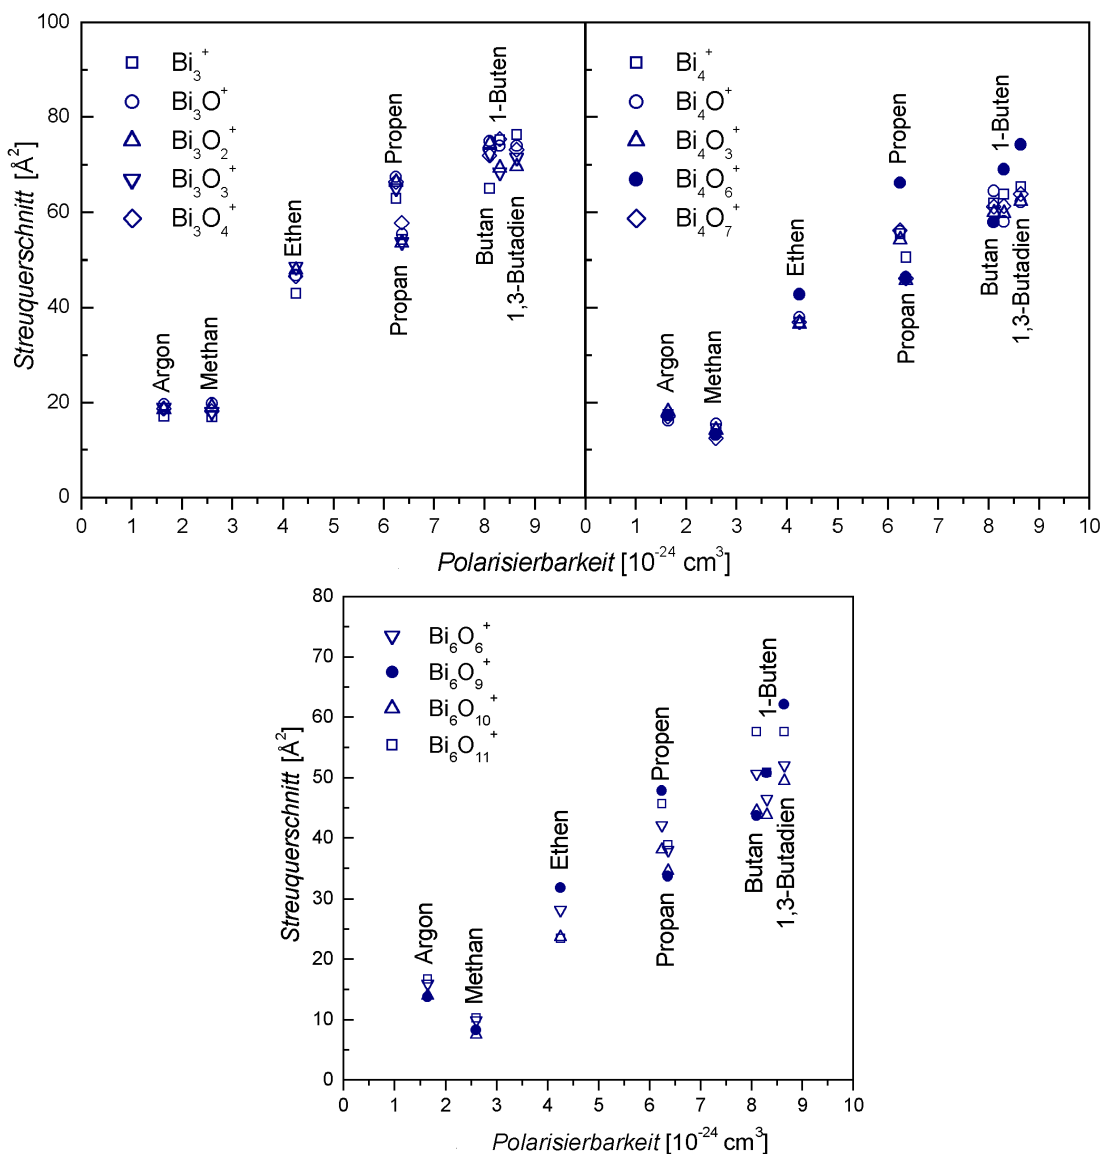 100
80
60
40
20
0
Streuquerschnitt [Å²]
Bi₃⁺
Bi₃O⁺
Bi₃O₂⁺
Bi₃O₃⁺
Bi₃O₄⁺
Argon
Methan
Ethen
Propen
Propan
Butan
1-Buten
1,3-Butadien
0 1 2 3 4 5 6 7 8 9
Bi₄⁺
Bi₄O⁺
Bi₄O₃⁺
Bi₄O₆⁺
Bi₄O₇⁺
Argon
Methan
Ethen
Propen
Propan
Butan
1-Buten
1,3-Butadien
0 1 2 3 4 5 6 7 8 9 10
Polarisierbarkeit [10⁻²⁴ cm³]
80
70
60
50
40
30
20
10
0
Streuquerschnitt [Å²]
Bi₆O₆⁺
Bi₆O₉⁺
Bi₆O₁₀⁺
Bi₆O₁₁⁺
Argon
Methan
Ethen
Propen
Propan
Butan
1-Buten
1,3-Butadien
0 1 2 3 4 5 6 7 8 9 10
Polarisierbarkeit [10⁻²⁴ cm³]